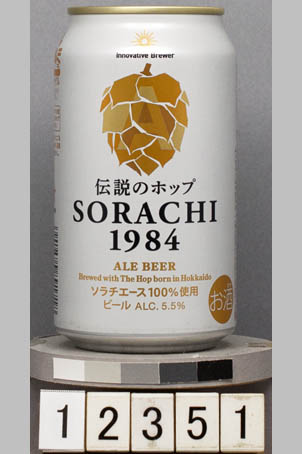 Innovative Brewer
伝説のホップ
SORACHI
1984
ALE BEER
Brewed with The Hop born in Hokkaido
ソラチエース100%使用
ビール ALC. 5.5%
お酒
1 2 3 5 1